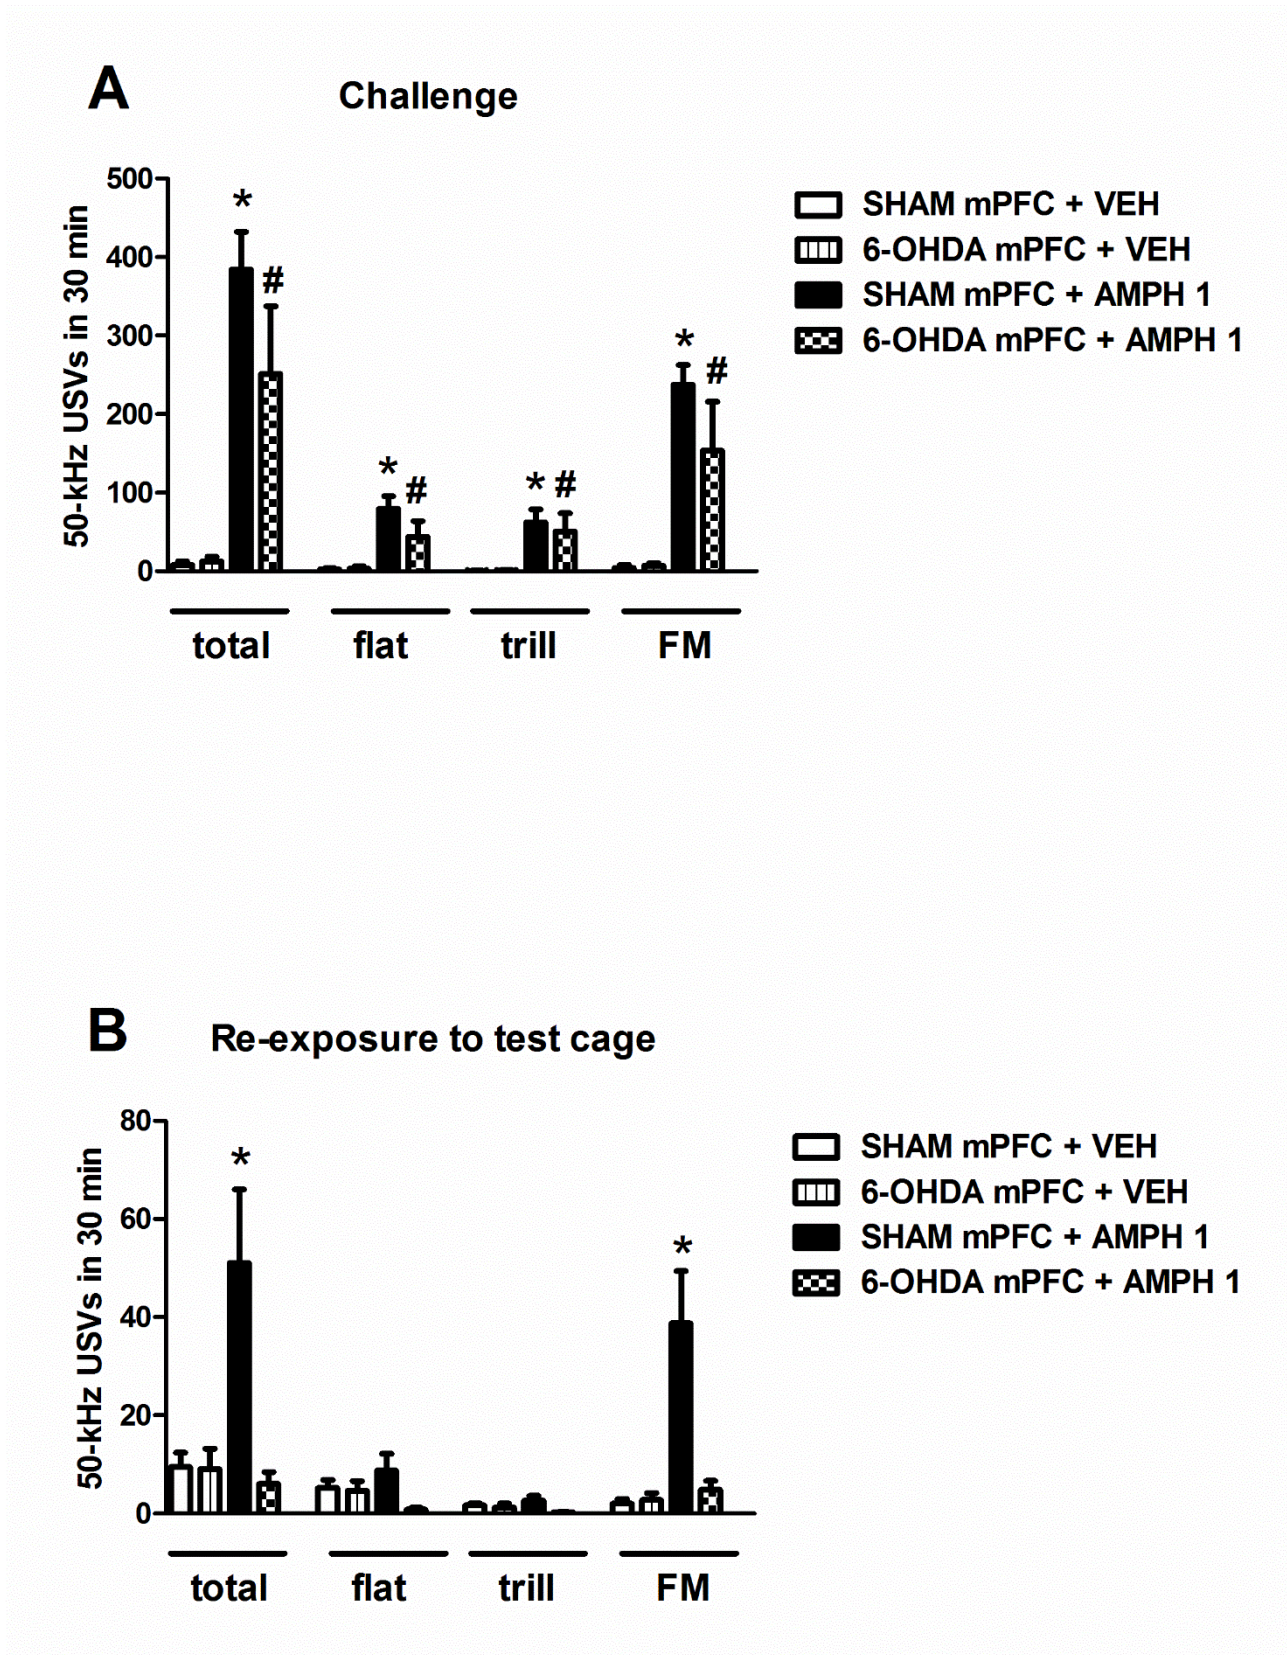 A
Challenge
50-kHz USVs in 30 min
500
400
300
200
100
0
*
#
*
#
*
#
*
#
total
flat
trill
FM
SHAM mPFC + VEH
6-OHDA mPFC + VEH
SHAM mPFC + AMPH 1
6-OHDA mPFC + AMPH 1
B
Re-exposure to test cage
50-kHz USVs in 30 min
80
60
40
20
0
*
*
total
flat
trill
FM
SHAM mPFC + VEH
6-OHDA mPFC + VEH
SHAM mPFC + AMPH 1
6-OHDA mPFC + AMPH 1